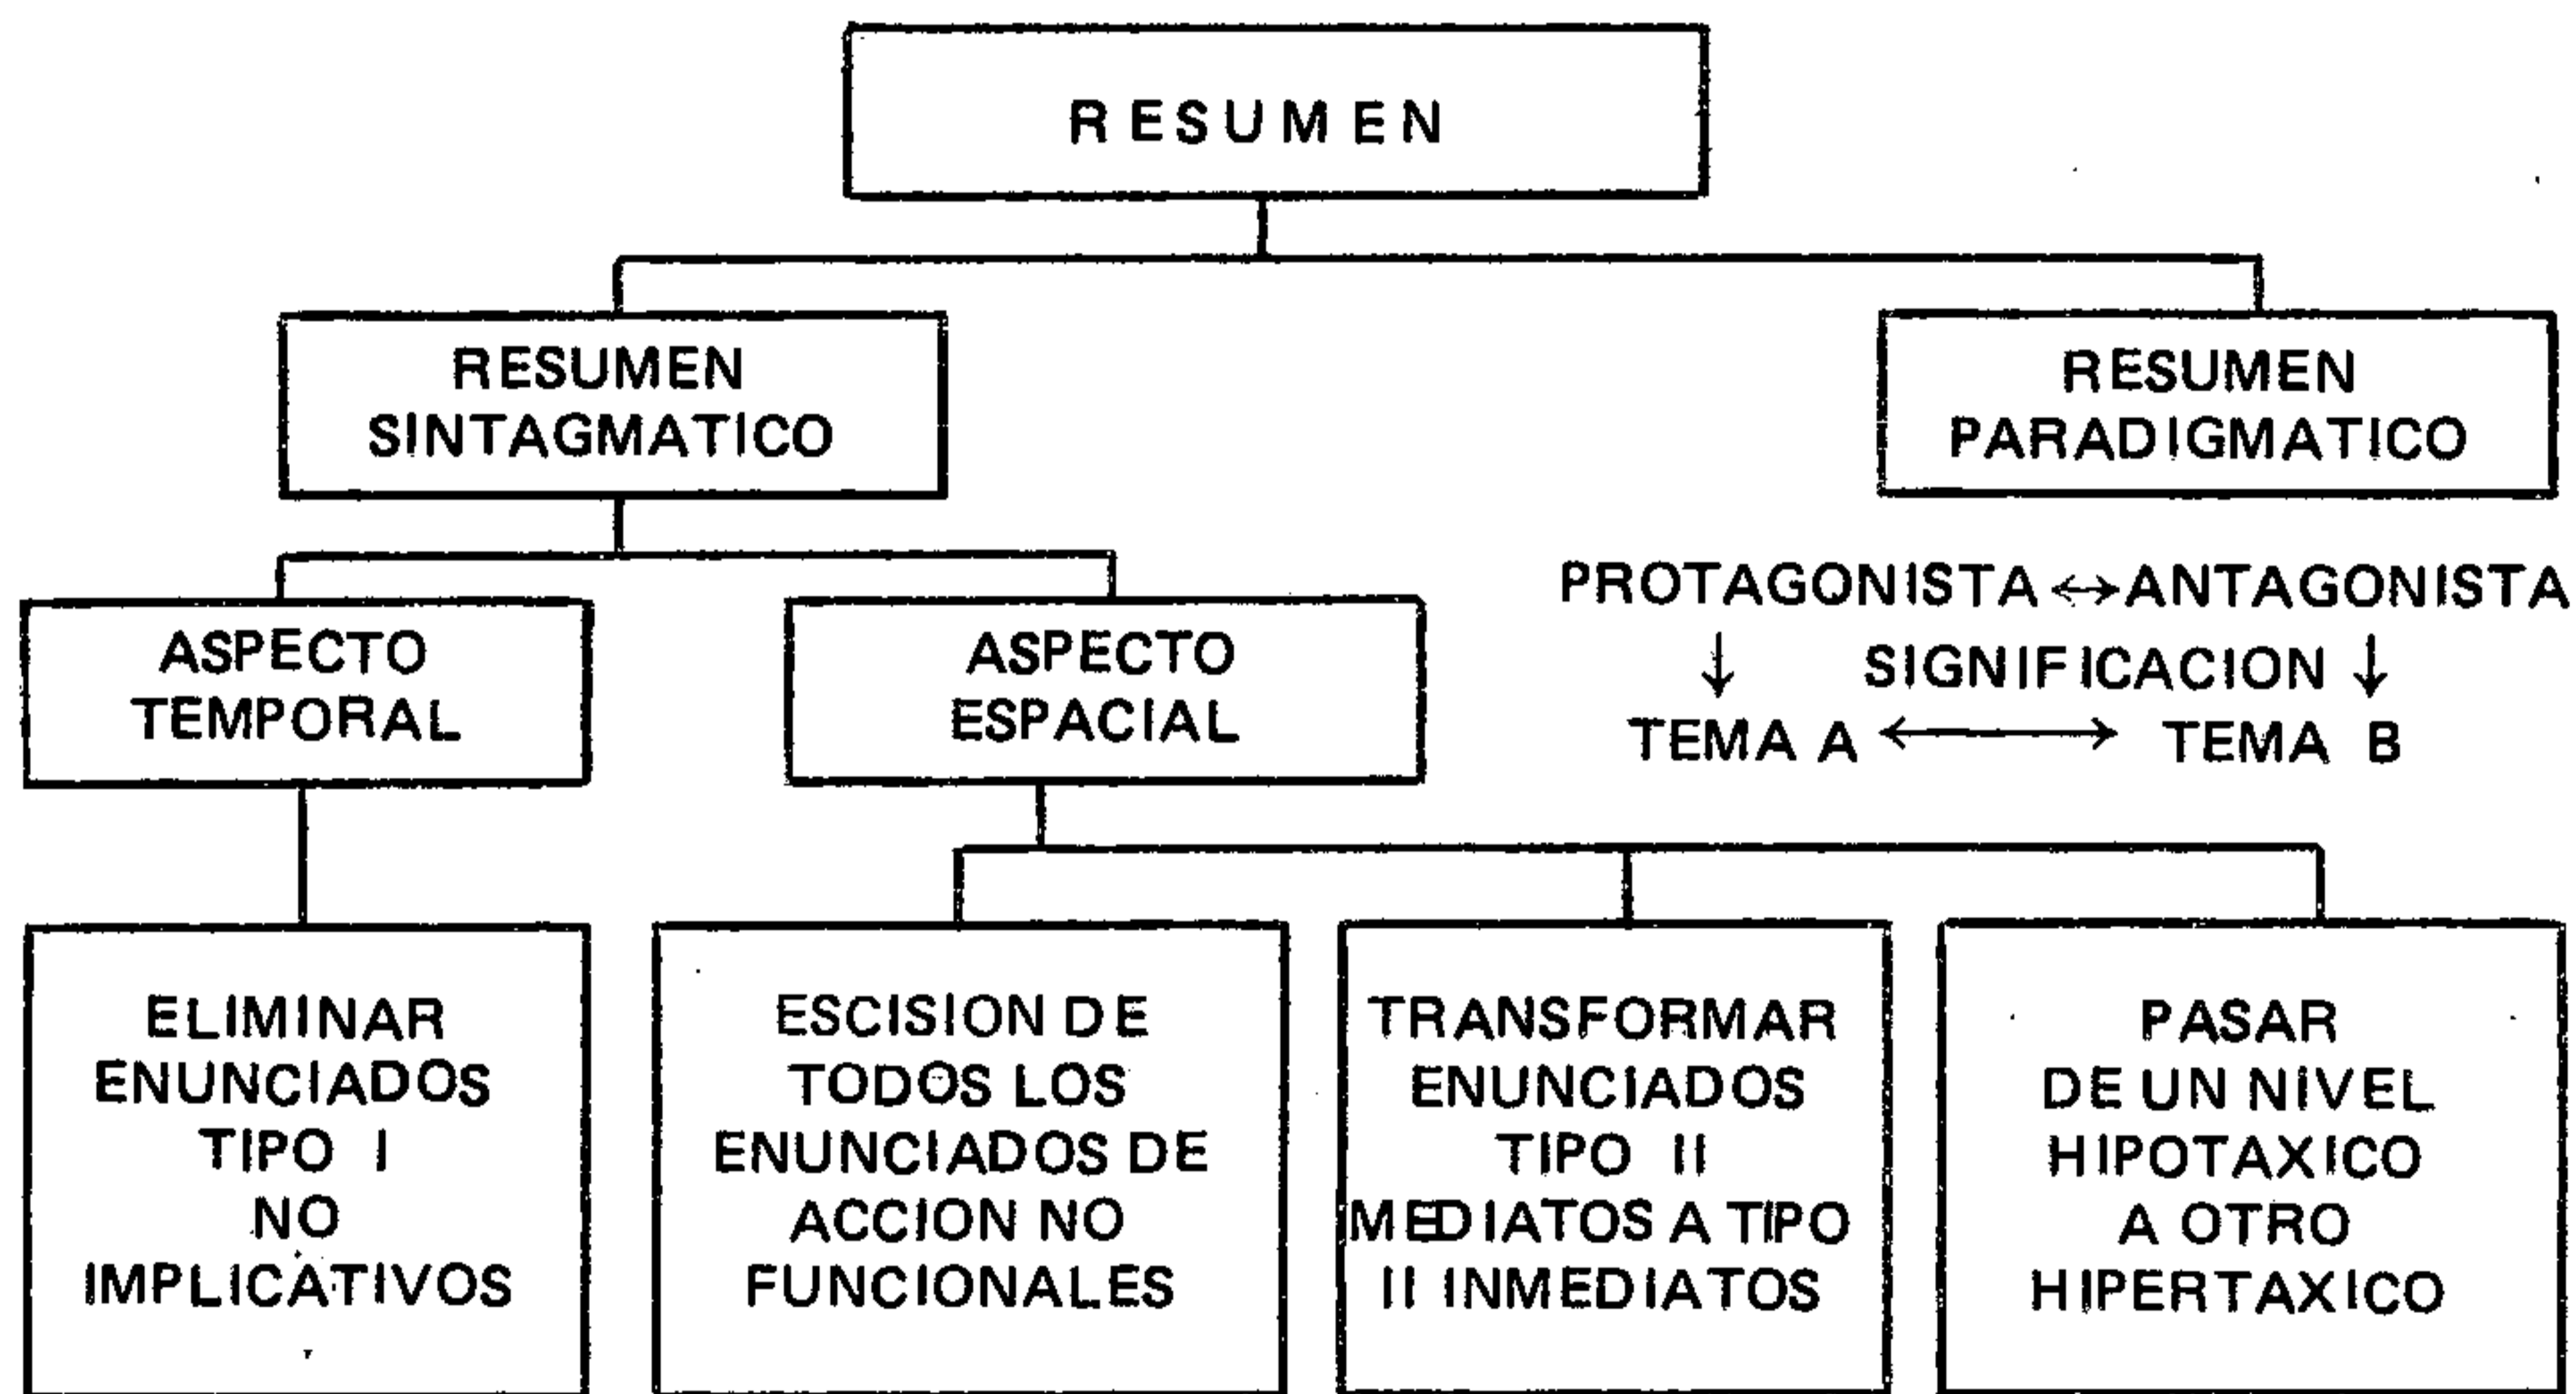 RESUMEN
RESUMEN
SINTAGMATICO
RESUMEN
PARADIGMATICO
ASPECTO
TEMPORAL
ASPECTO
ESPACIAL
PROTAGONISTA ↔ ANTAGONISTA
↓ SIGNIFICACION ↓
TEMA A ↔ TEMA B
ELIMINAR
ENUNCIADOS
TIPO I
NO
IMPLICATIVOS
ESCISION DE
TODOS LOS
ENUNCIADOS DE
ACCION NO
FUNCIONALES
TRANSFORMAR
ENUNCIADOS
TIPO II
MEDIATOS A TIPO
II INMEDIATOS
PASAR
DE UN NIVEL
HIPOTAXICO
A OTRO
HIPERTAXICO